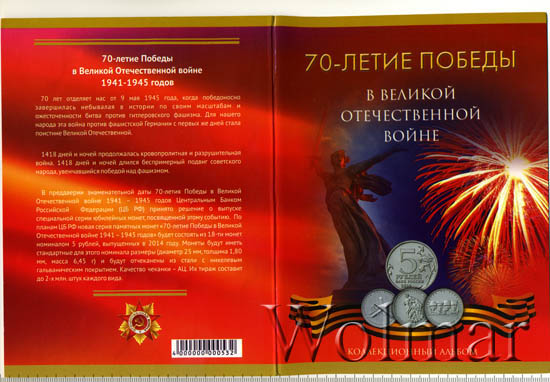 70-летие Победы
в Великой Отечественной войне
1941-1945 годов
70 лет отделяет нас от 9 мая 1945 года, когда победоносно
завершилась небывалая в истории по своим масштабам и
ожесточенности битва против гитлеровского фашизма. Для нашего
народа эта война против фашистской Германии с первых же дней стала
поистине Великой Отечественной.
1418 дней и ночей продолжалась кровопролитная и разрушительная
война. 1418 дней и ночей длился беспримерный подвиг советского
народа, увенчавшийся победой над фашизмом.
В преддверии знаменательной даты 70-летия Победы в Великой
Отечественной войне 1941 – 1945 годов Центральным Банком
Российской Федерации (ЦБ РФ) принято решение о выпуске
специальной серии юбилейных монет, посвященной этому событию. По
планам ЦБ РФ новая серия памятных монет «70-летие Победы в Великой
Отечественной войне 1941 – 1945 годов» будет состоять из 18-ти монет
номиналом 5 рублей, выпущенных в 2014 году. Монеты будут иметь
стандартные для этого номинала размеры (диаметр 25 мм, толщина 1,80
мм, масса 6,45 г) и будут отчеканены из стали с никелевым
гальваническим покрытием. Качество чеканки – АЦ. Их тираж составит
до 2-х млн. штук каждого вида.
4 000000 000532
70-ЛЕТИЕ ПОБЕДЫ
В ВЕЛИКОЙ
ОТЕЧЕСТВЕННОЙ
ВОЙНЕ
5
РУБЛЕЙ
КОЛЛЕКЦИОННЫЙ АЛЬБОМ
Wolmar